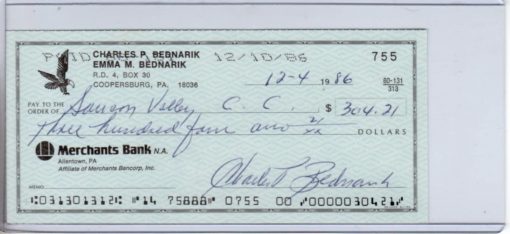 CHARLES P. BEDNARIK 12/10/86 755
EMMA M. BEDNARIK
R.D. 4, BOX 30
COOPERSBURG, PA. 18036
12-4 1986 60-131
313
PAY TO THE
ORDER OF Saucon Valley C. C. $ 304.21
Three hundred four and 21/xx DOLLARS
Merchants Bank N.A.
Allentown, PA
Affiliate of Merchants Bancorp, Inc.
Charles P. Bednarik
MEMO
031301312 14 75888 0755 00 0000030421